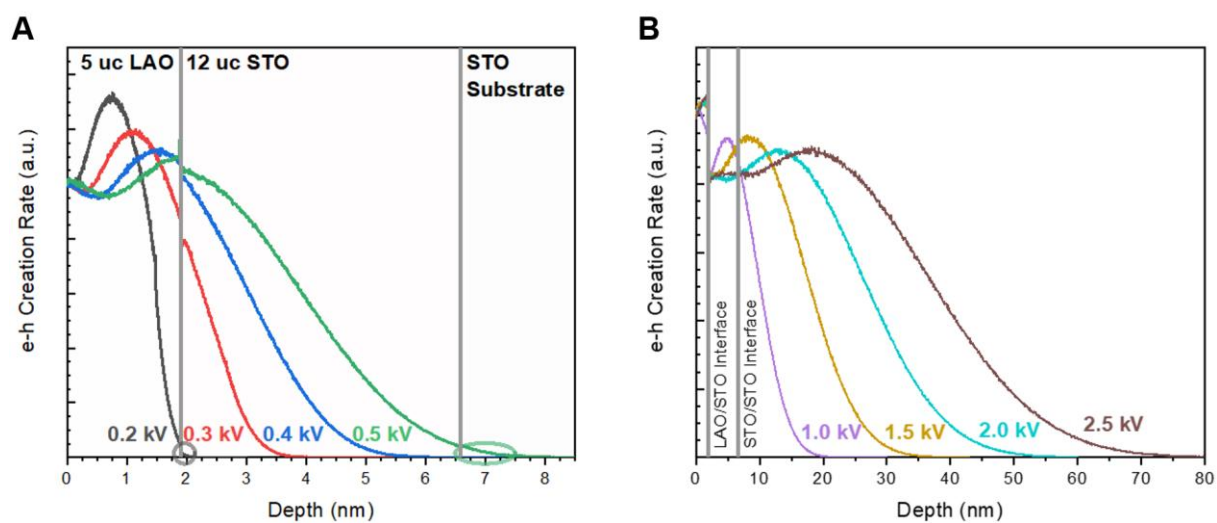 A
5 uc LAO
12 uc STO
STO
Substrate
e-h Creation Rate (a.u.)
0.2 kV
0.3 kV
0.4 kV
0.5 kV
0 1 2 3 4 5 6 7 8
Depth (nm)
B
e-h Creation Rate (a.u.)
LAO/STO Interface
STO/STO Interface
1.0 kV
1.5 kV
2.0 kV
2.5 kV
0 10 20 30 40 50 60 70 80
Depth (nm)